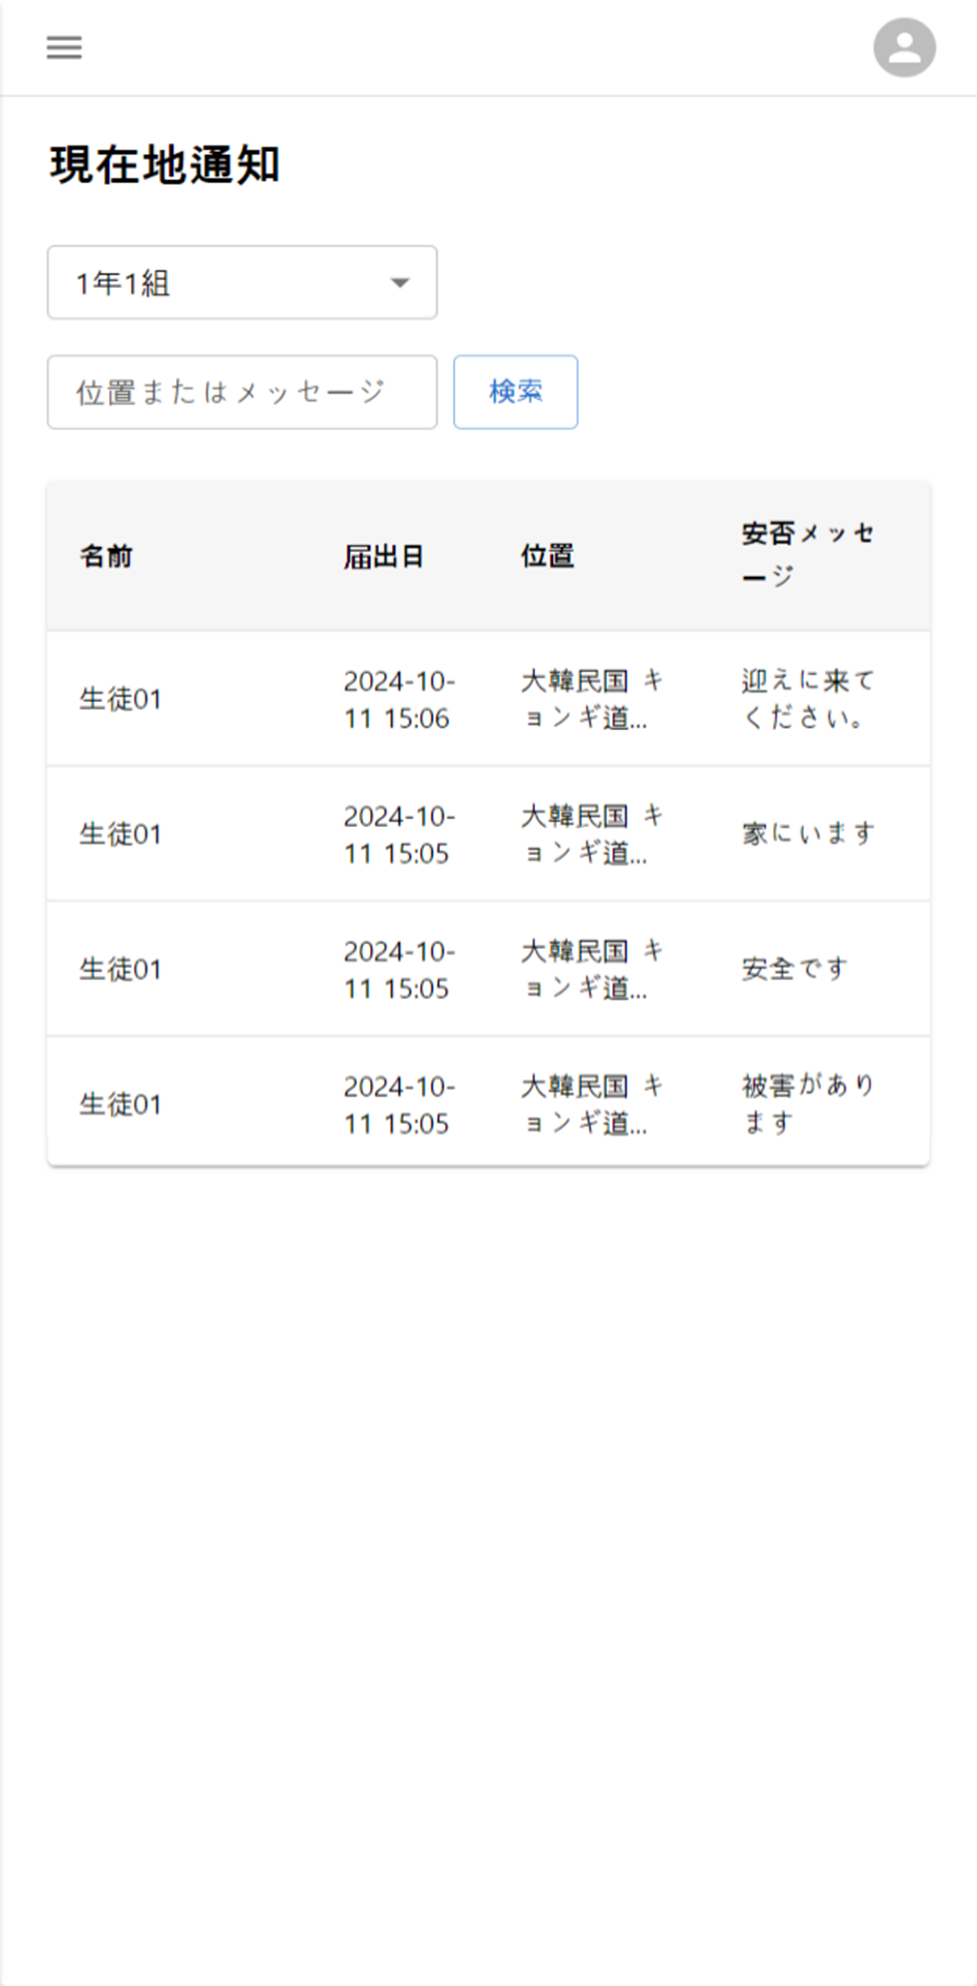 現在地通知
1年1組
位置またはメッセージ 検索
名前 届出日 位置 安否メッセ
ージ
生徒01 2024-10- 大韓民国 キ 迎えに来て
11 15:06 ョンギ道... ください。
生徒01 2024-10- 大韓民国 キ 家にいます
11 15:05 ョンギ道...
生徒01 2024-10- 大韓民国 キ 安全です
11 15:05 ョンギ道...
生徒01 2024-10- 大韓民国 キ 被害があり
11 15:05 ョンギ道... ます